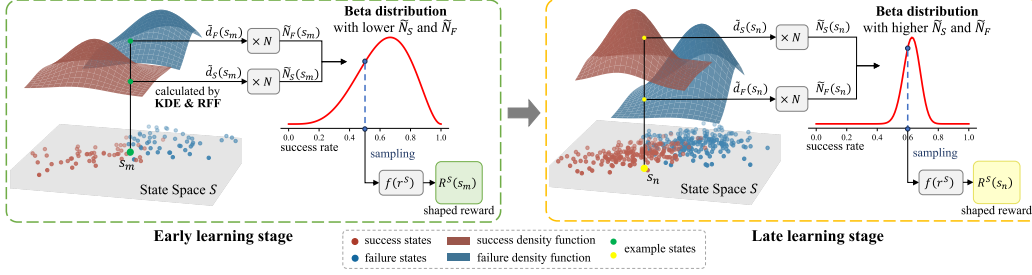 Beta distribution
with lower Ñ_S and Ñ_F
d̃_F(s_m)
× N
Ñ_F(s_m)
d̃_S(s_m)
× N
Ñ_S(s_m)
calculated by
KDE & RFF
0.0 0.2 0.4 0.6 0.8 1.0
success rate
sampling
s_m
State Space S
f(r^S)
R^S(s_m)
shaped reward
Early learning stage
Beta distribution
with higher Ñ_S and Ñ_F
d̃_S(s_n)
× N
Ñ_S(s_n)
d̃_F(s_n)
× N
Ñ_F(s_n)
0.0 0.2 0.4 0.6 0.8 1.0
success rate
sampling
s_n
State Space S
f(r^S)
R^S(s_n)
shaped reward
Late learning stage
success states
success density function
example states
failure states
failure density function